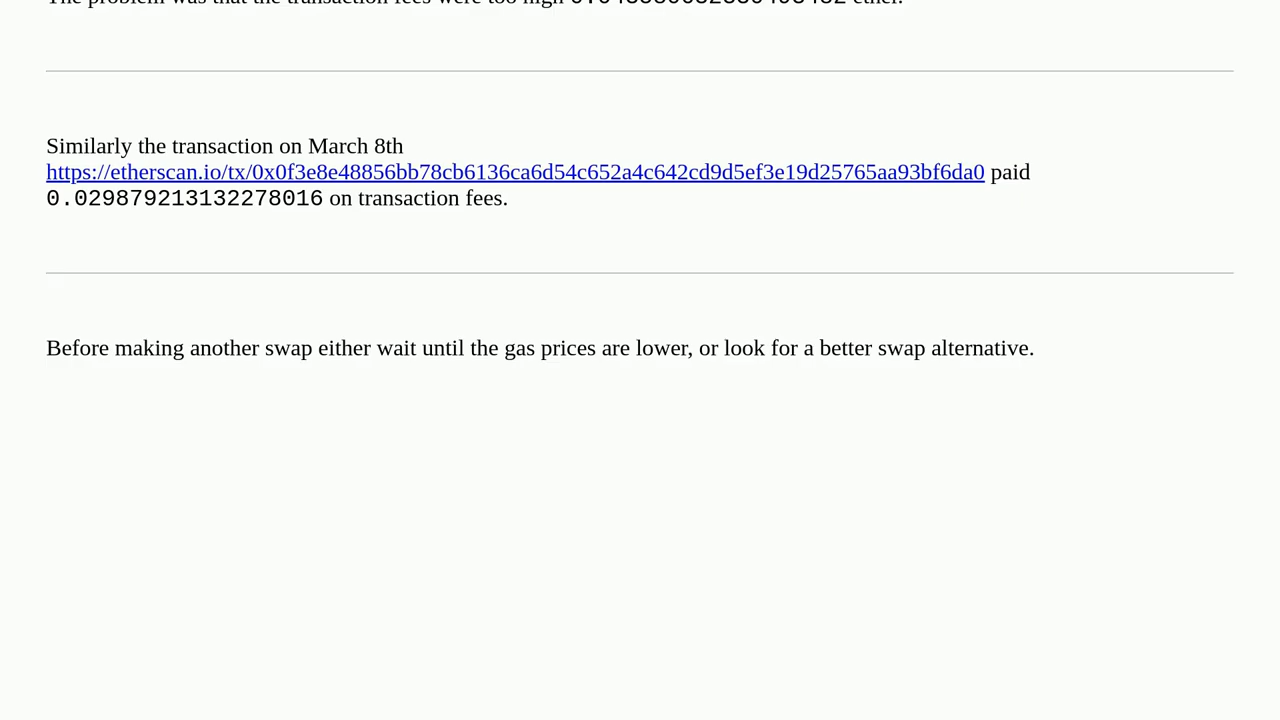 The problem was that the transaction fees were too high ether.
Similarly the transaction on March 8th
https://etherscan.io/tx/0x0f3e8e48856bb78cb6136ca6d54c652a4c642cd9d5ef3e19d25765aa93bf6da0 paid
0.029879213132278016 on transaction fees.
Before making another swap either wait until the gas prices are lower, or look for a better swap alternative.